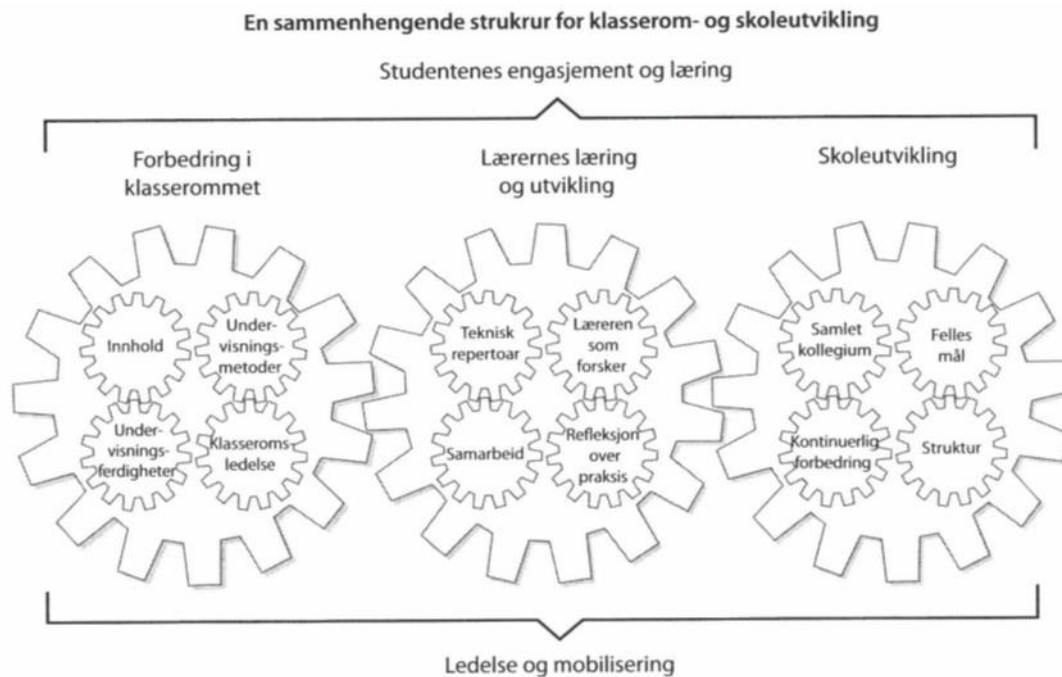 En sammenhengende strukrur for klasserom- og skoleutvikling
Studentenes engasjement og læring
Forbedring i
klasserommet
Lærernes læring
og utvikling
Skoleutvikling
Innhold
Under-
visnings-
metoder
Under-
visnings-
ferdigheter
Klasseroms-
ledelse
Teknisk
repertoar
Læreren
som
forsker
Samarbeid
Refleksjon
over
praksis
Samlet
kollegium
Felles
mål
Kontinuerlig
forbedring
Struktur
Ledelse og mobilisering